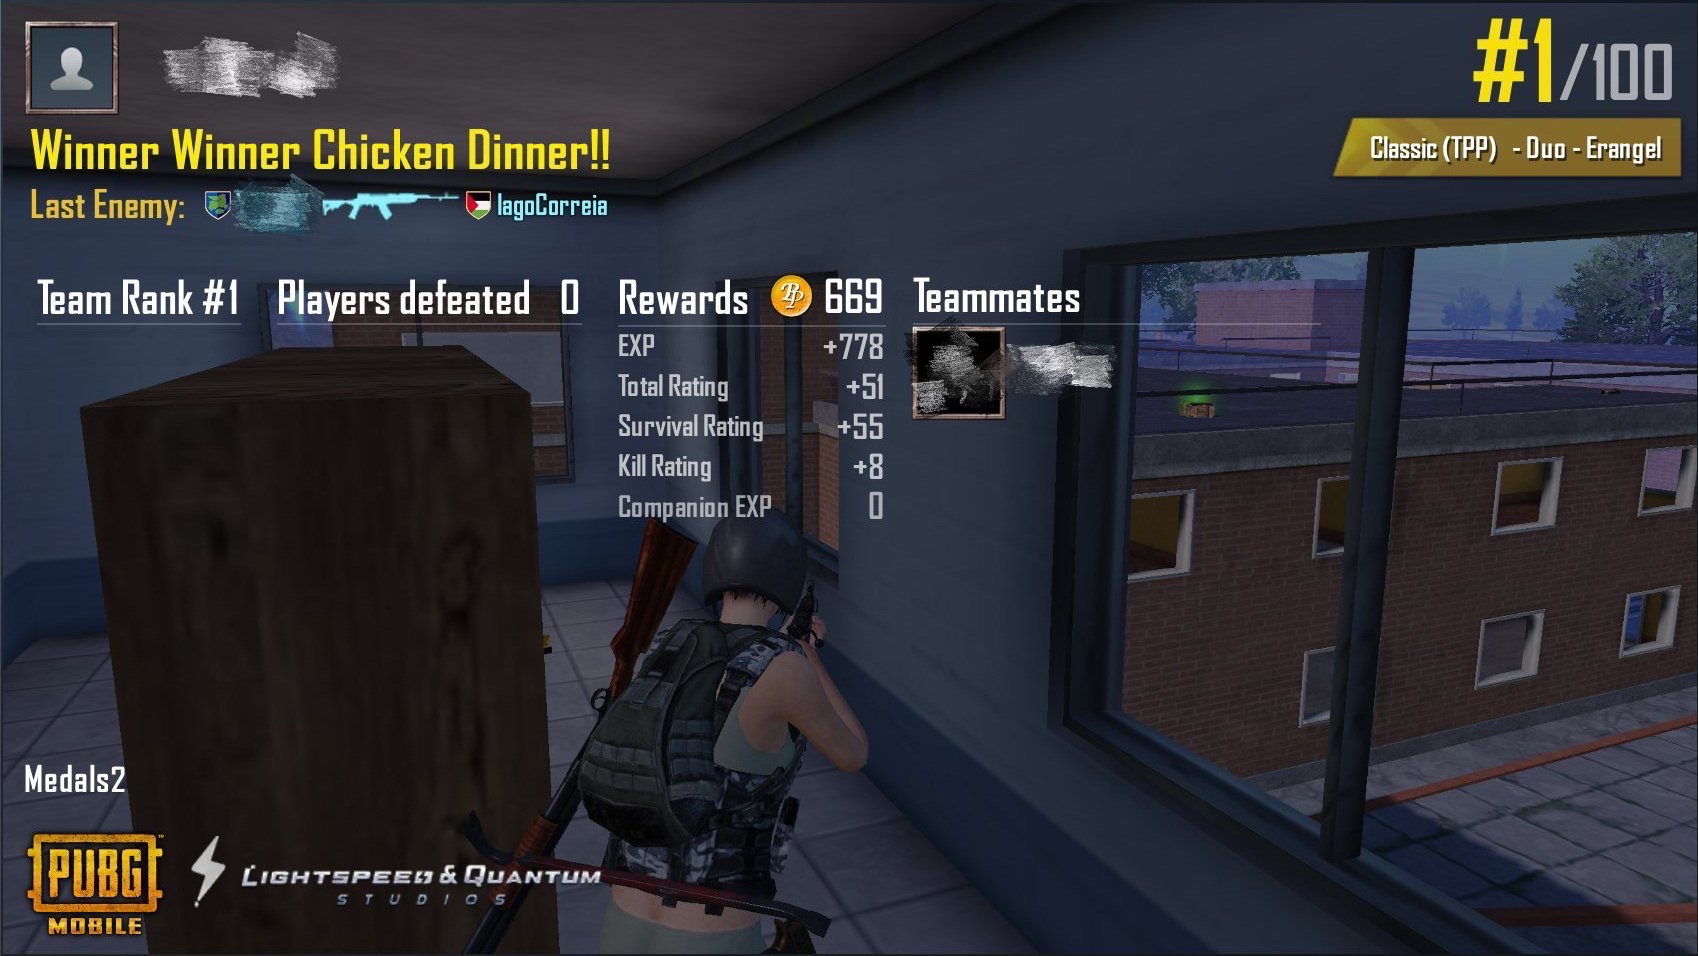 #1/100
Winner Winner Chicken Dinner!!
Classic (TPP) - Duo - Erangel
Last Enemy: IagoCorreia
Team Rank #1
Players defeated 0
Rewards BP 669
EXP +778
Total Rating +51
Survival Rating +55
Kill Rating +8
Companion EXP 0
Teammates
Medals2
PUBG
MOBILE
LIGHTSPEED & QUANTUM
STUDIOS